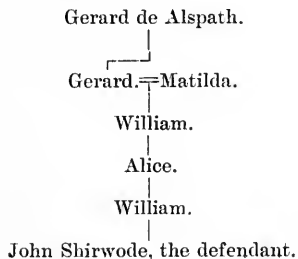 Gerard de Alspath.
Gerard.=Matilda.
William.
Alice.
William.
John Shirwode, the defendant.